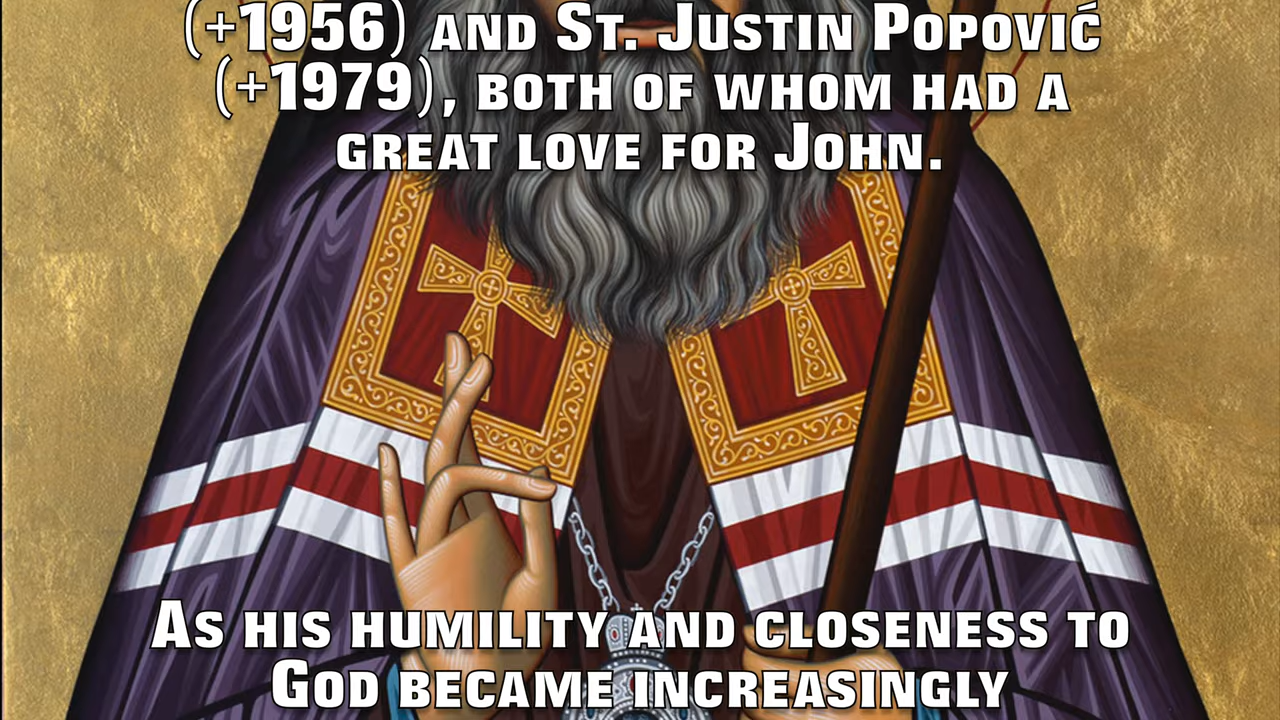 (+1956) and St. Justin Popović
(+1979), both of whom had a
great love for John.
As his humility and closeness to
God became increasingly